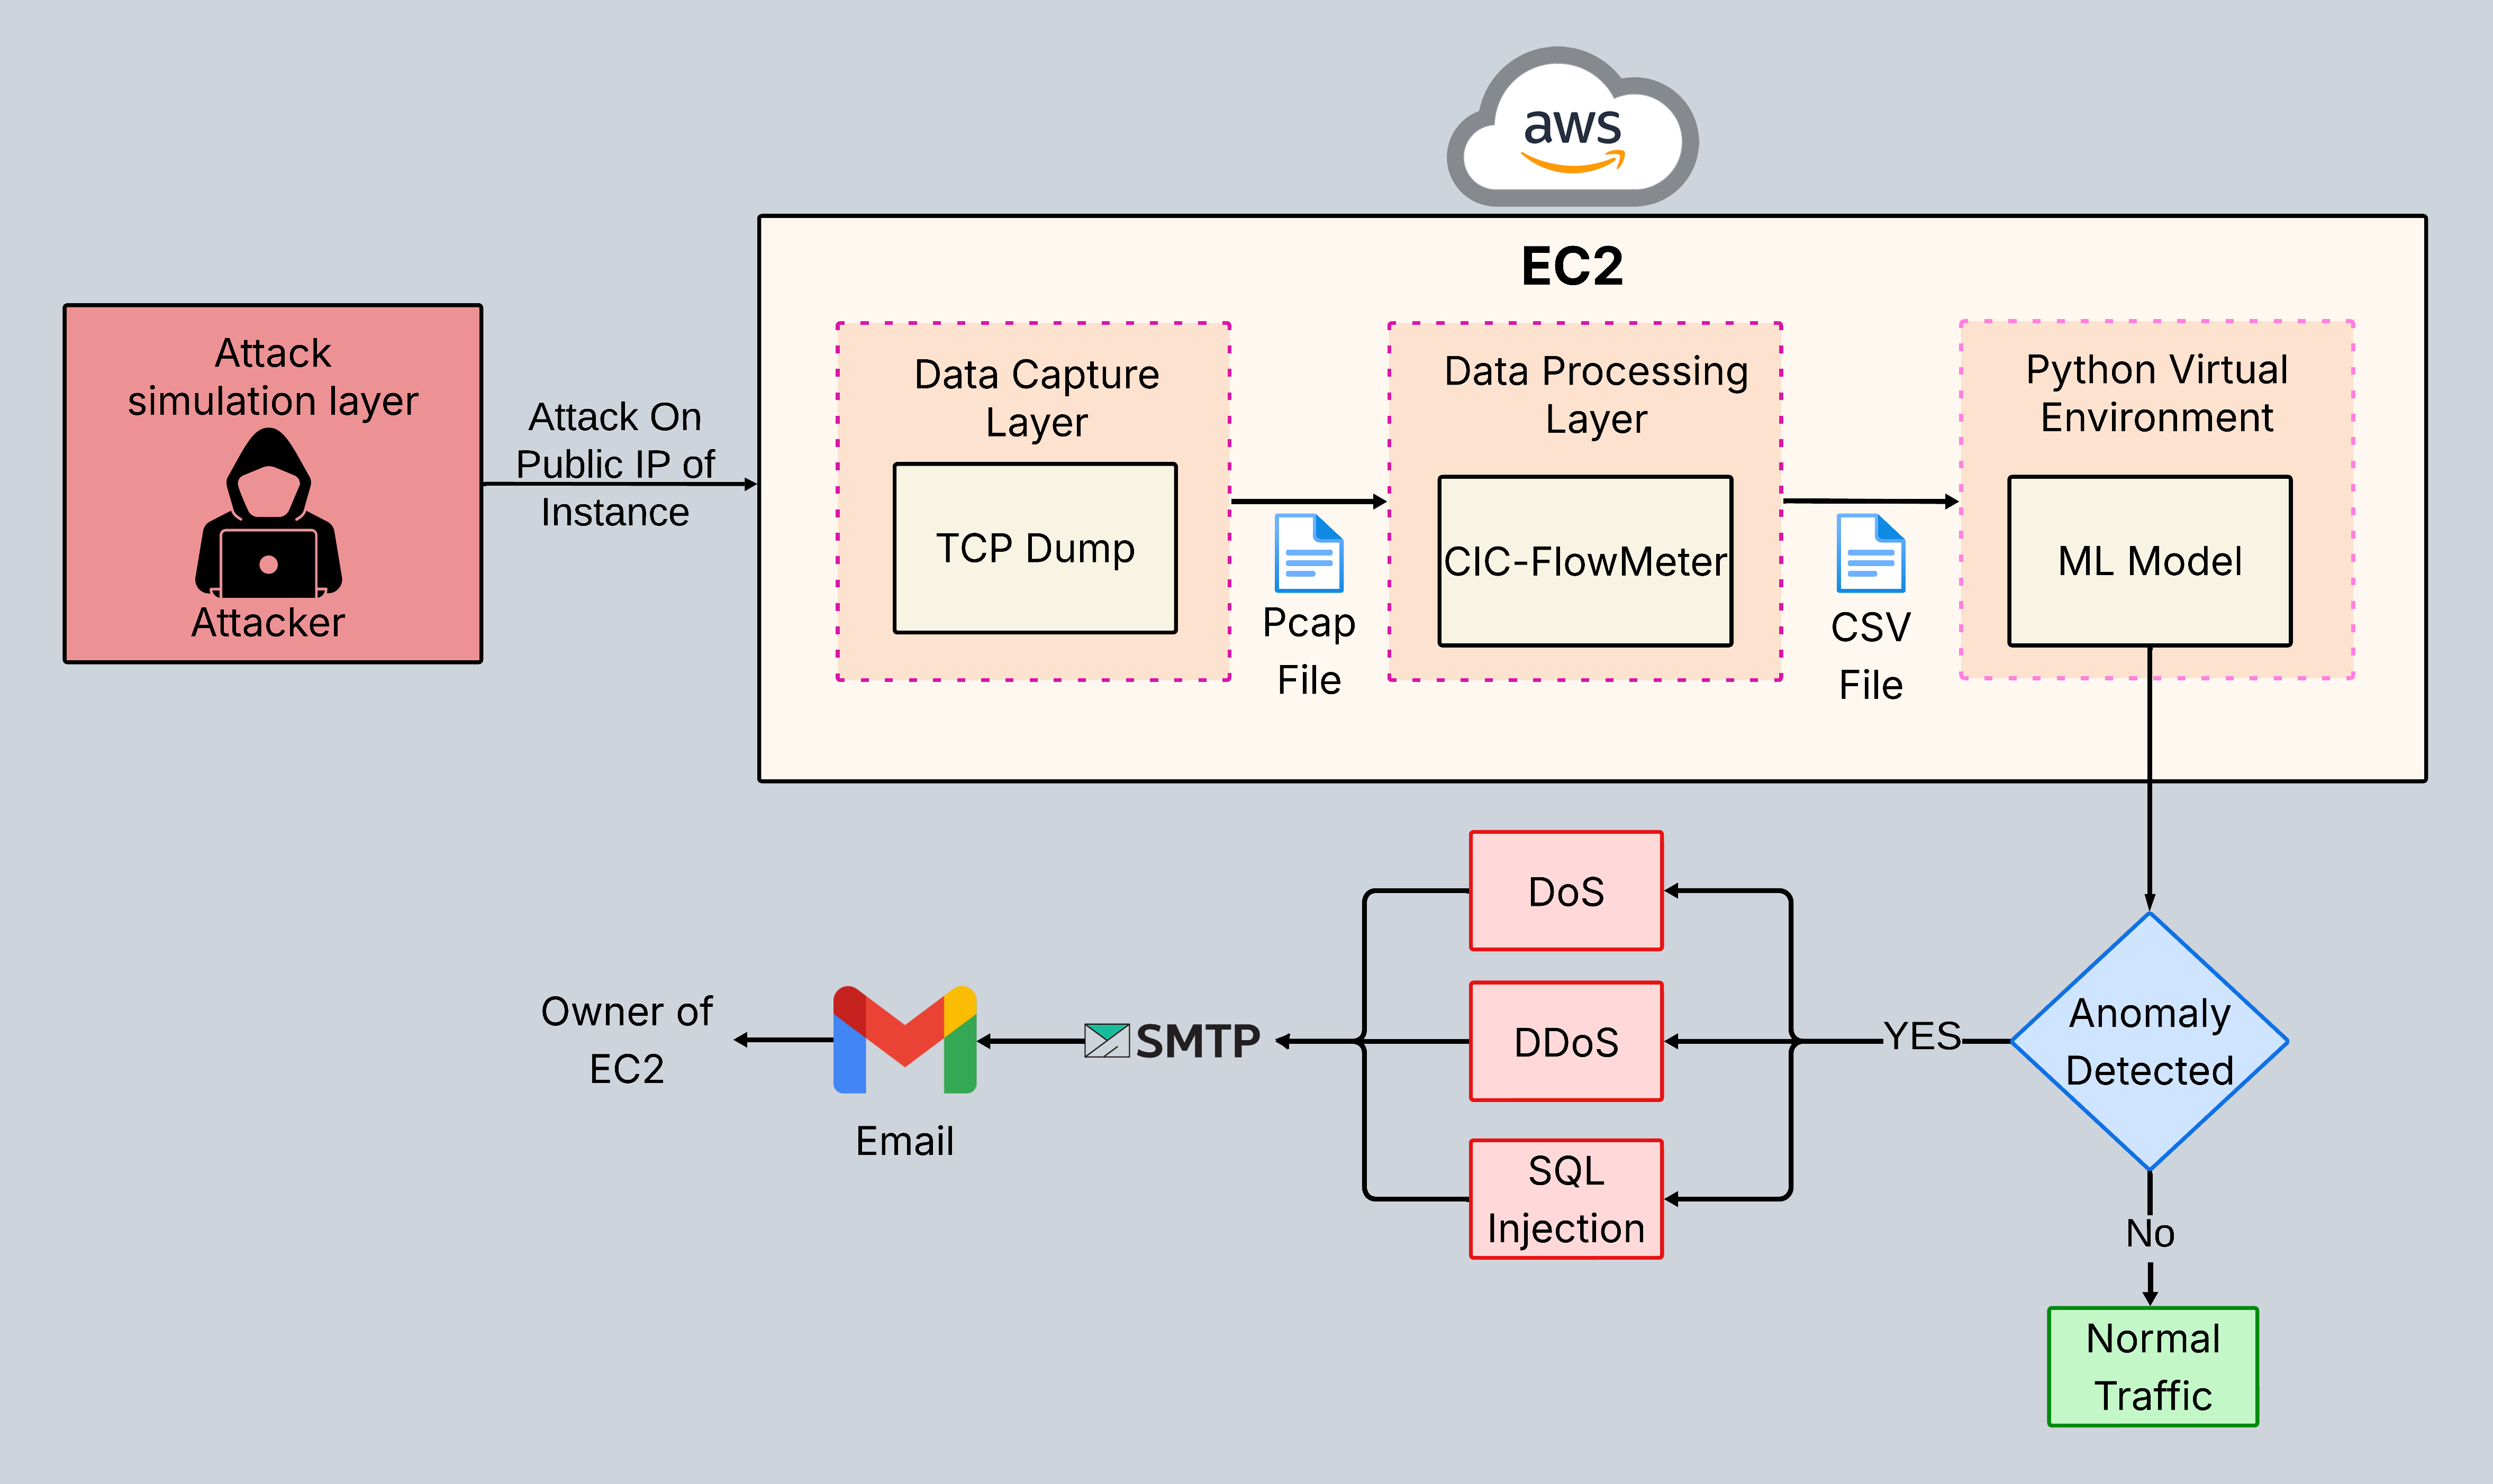 aws
EC2
Attack
simulation layer
Attacker
Attack On
Public IP of
Instance
Data Capture
Layer
TCP Dump
Pcap
File
Data Processing
Layer
CIC-FlowMeter
CSV
File
Python Virtual
Environment
ML Model
Anomaly
Detected
YES
No
Normal
Traffic
DoS
DDoS
SQL
Injection
SMTP
Email
Owner of
EC2